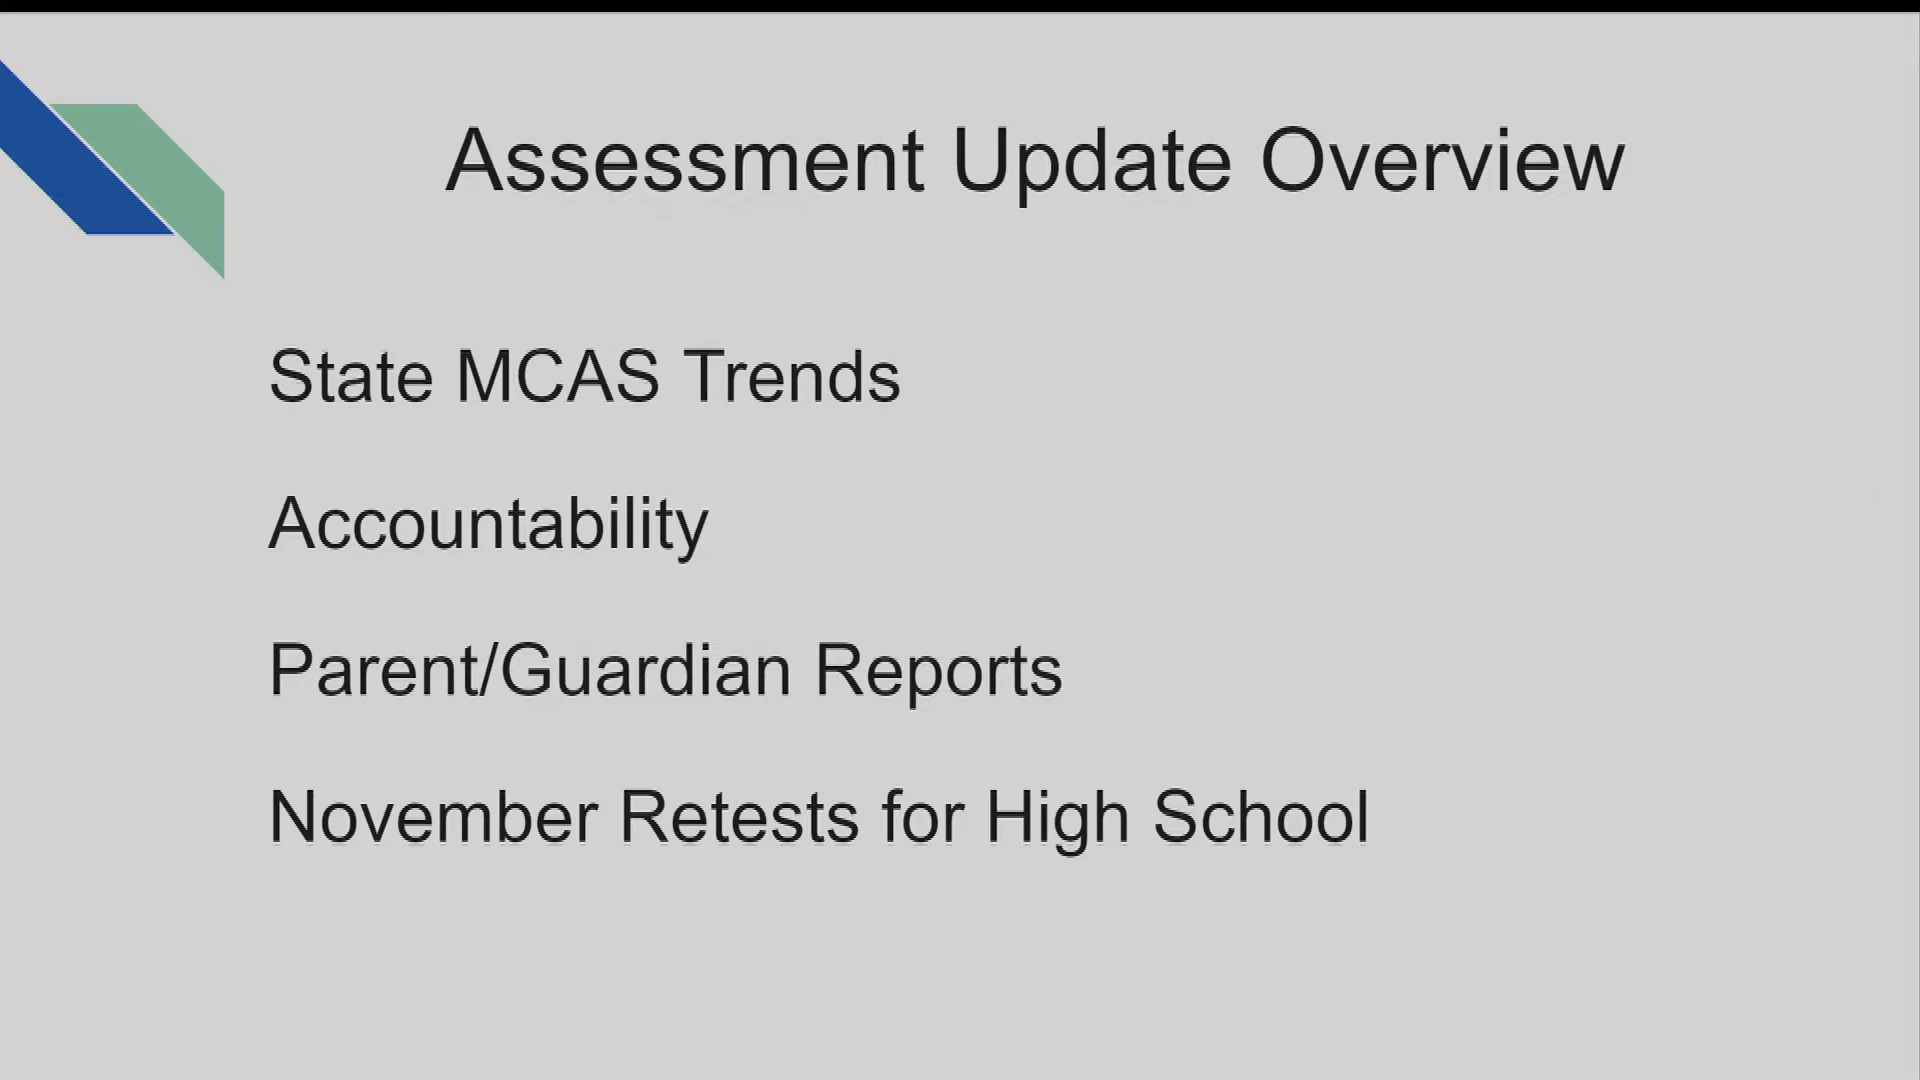 Assessment Update Overview
State MCAS Trends
Accountability
Parent/Guardian Reports
November Retests for High School